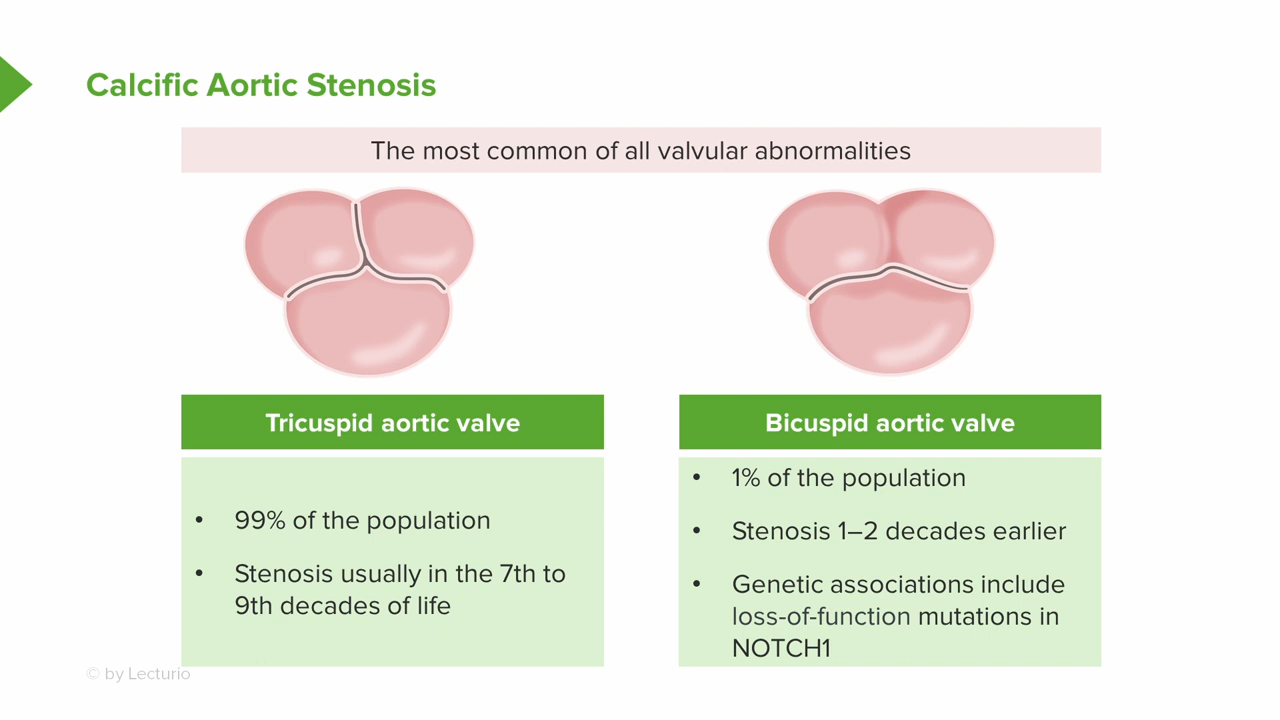 Calcific Aortic Stenosis
The most common of all valvular abnormalities
Tricuspid aortic valve
• 99% of the population
• Stenosis usually in the 7th to
9th decades of life
Bicuspid aortic valve
• 1% of the population
• Stenosis 1–2 decades earlier
• Genetic associations include
loss-of-function mutations in
NOTCH1
© by Lecturio